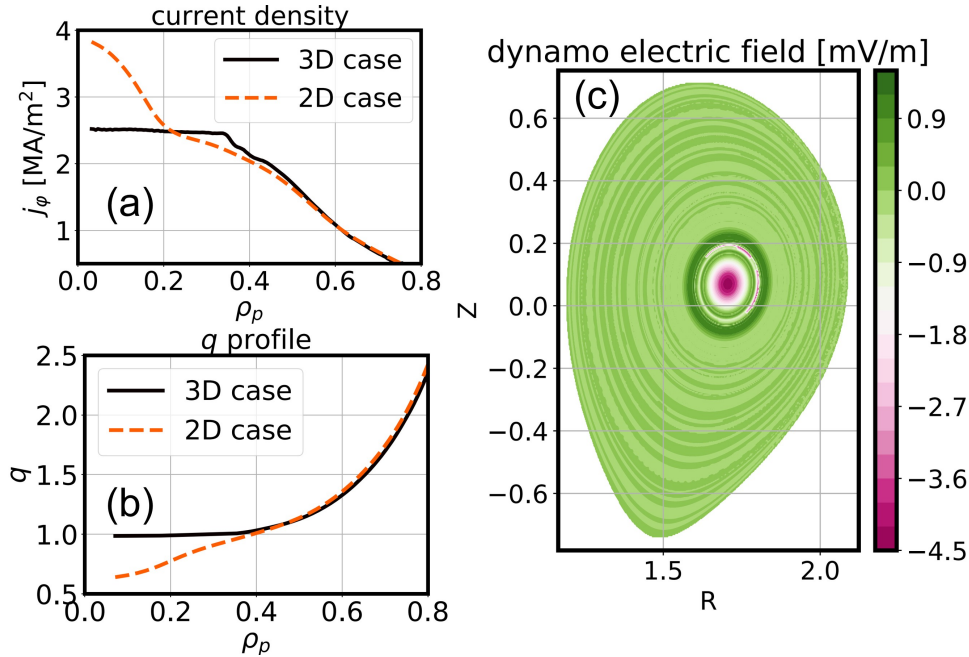 current density
4
3
2
1
j_φ [MA/m²]
3D case
2D case
(a)
0.0 0.2 0.4 0.6 0.8
ρ_p
q profile
2.5
2.0
1.5
1.0
0.5
q
3D case
2D case
(b)
0.0 0.2 0.4 0.6 0.8
ρ_p
dynamo electric field [mV/m]
(c)
0.6
0.4
0.2
0.0
−0.2
−0.4
−0.6
Z
1.5 2.0
R
0.9
0.0
−0.9
−1.8
−2.7
−3.6
−4.5